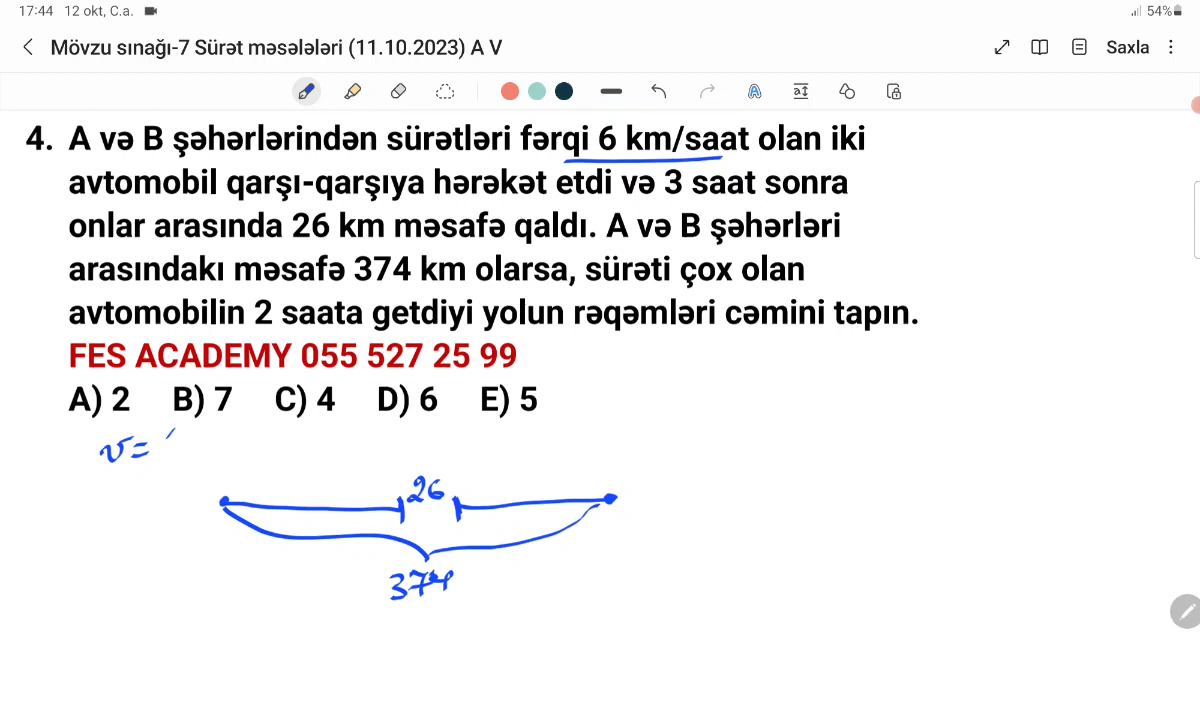 17:44 12 okt, C.a. 54%
Mövzu sınağı-7 Sürət məsələləri (11.10.2023) A V Saxla
4. A və B şəhərlərindən sürətləri fərqi 6 km/saat olan iki
avtomobil qarşı-qarşıya hərəkət etdi və 3 saat sonra
onlar arasında 26 km məsafə qaldı. A və B şəhərləri
arasındakı məsafə 374 km olarsa, sürəti çox olan
avtomobilin 2 saata getdiyi yolun rəqəmləri cəmini tapın.
FES ACADEMY 055 527 25 99
A) 2 B) 7 C) 4 D) 6 E) 5
v =
26
374